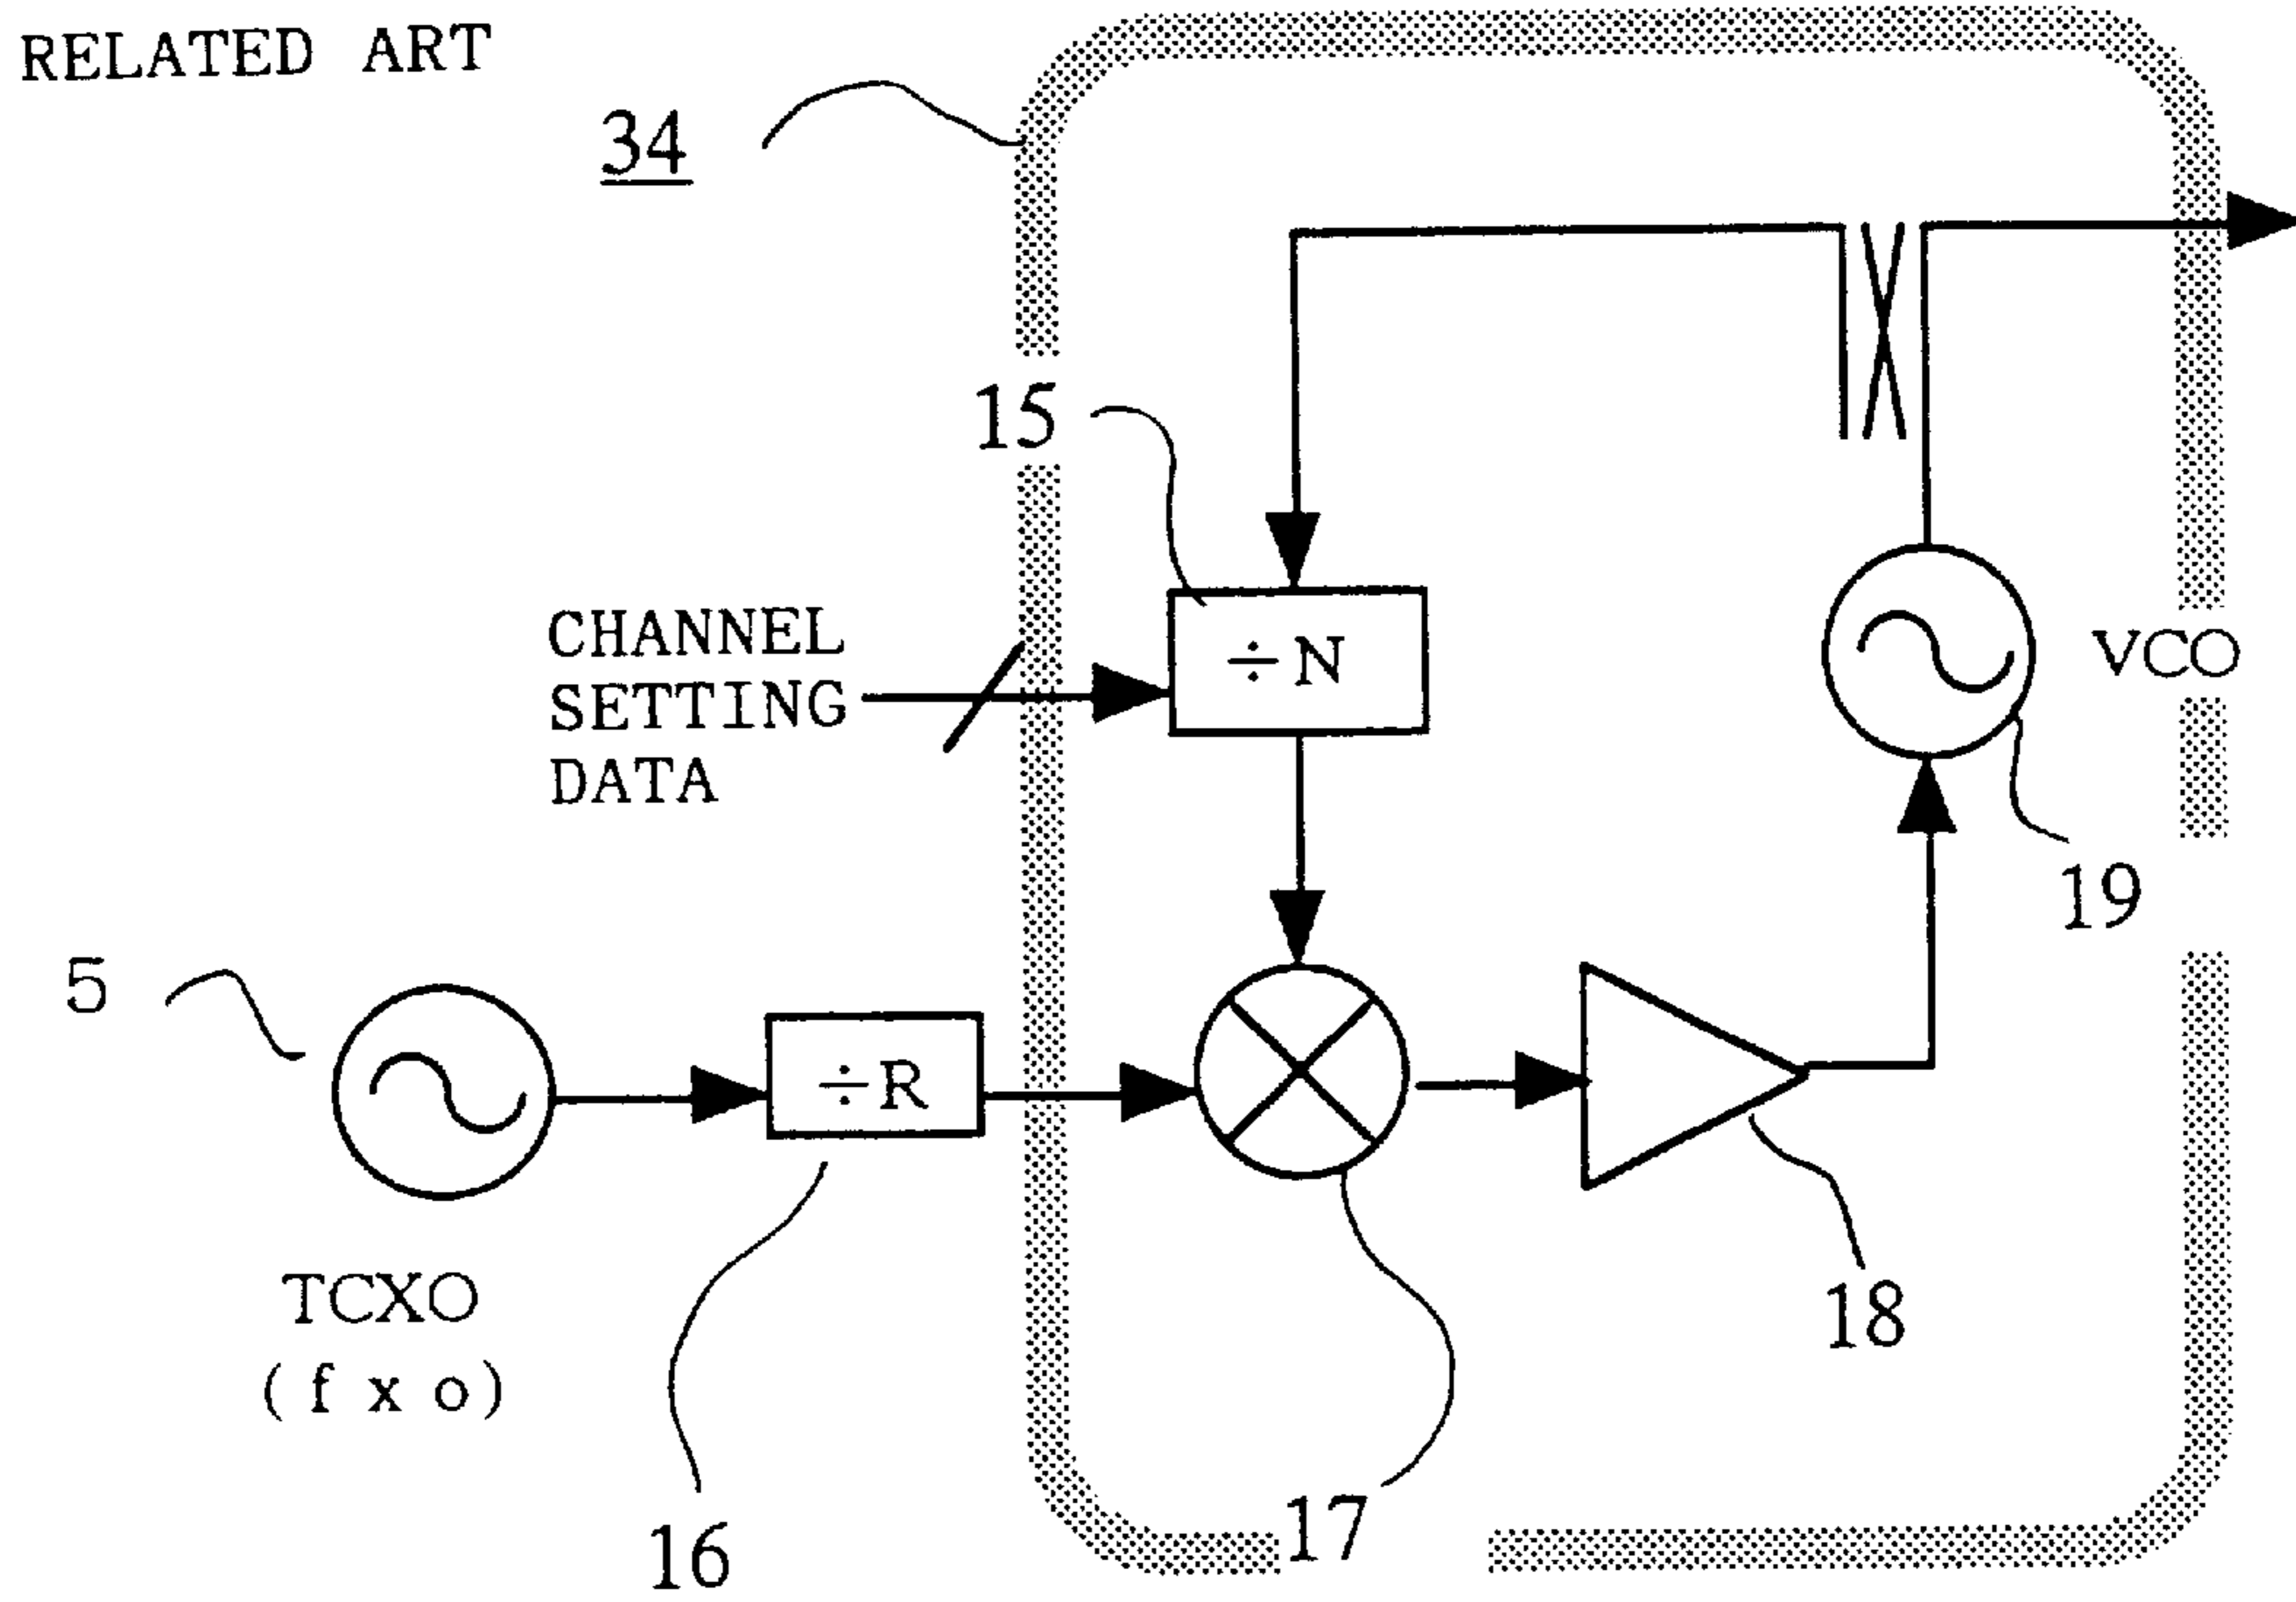 RELATED ART
34
15
CHANNEL
SETTING
DATA
÷N
VCO
19
5
÷R
TCXO
(fxo)
18
17
16